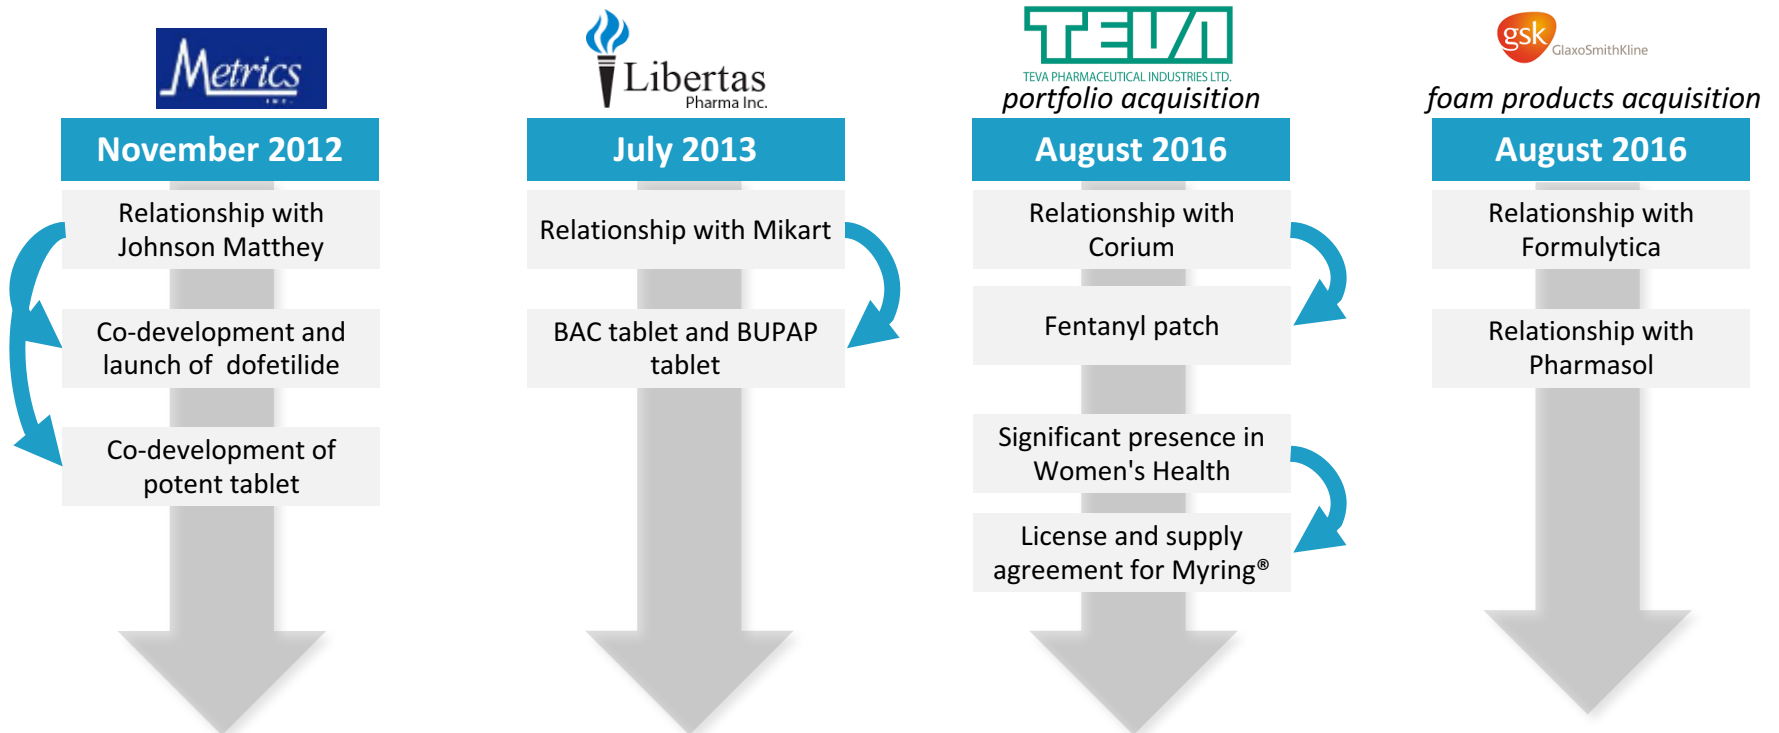 Metrics
INC.
November 2012
Relationship with
Johnson Matthey
Co-development and
launch of  dofetilide
Co-development of
potent tablet
Libertas
Pharma Inc.
July 2013
Relationship with Mikart
BAC tablet and BUPAP
tablet
TEVA
TEVA PHARMACEUTICAL INDUSTRIES LTD.
portfolio acquisition
August 2016
Relationship with
Corium
Fentanyl patch
Significant presence in
Women's Health
License and supply
agreement for Myring®
gsk
GlaxoSmithKline
foam products acquisition
August 2016
Relationship with
Formulytica
Relationship with
Pharmasol